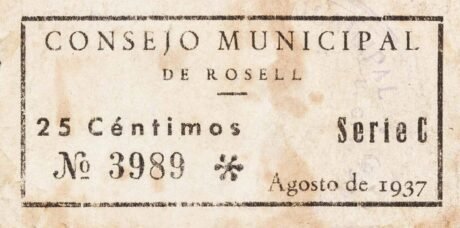 CONSEJO MUNICIPAL
DE ROSELL
25 Céntimos Serie C
№ 3989 *
Agosto de 1937